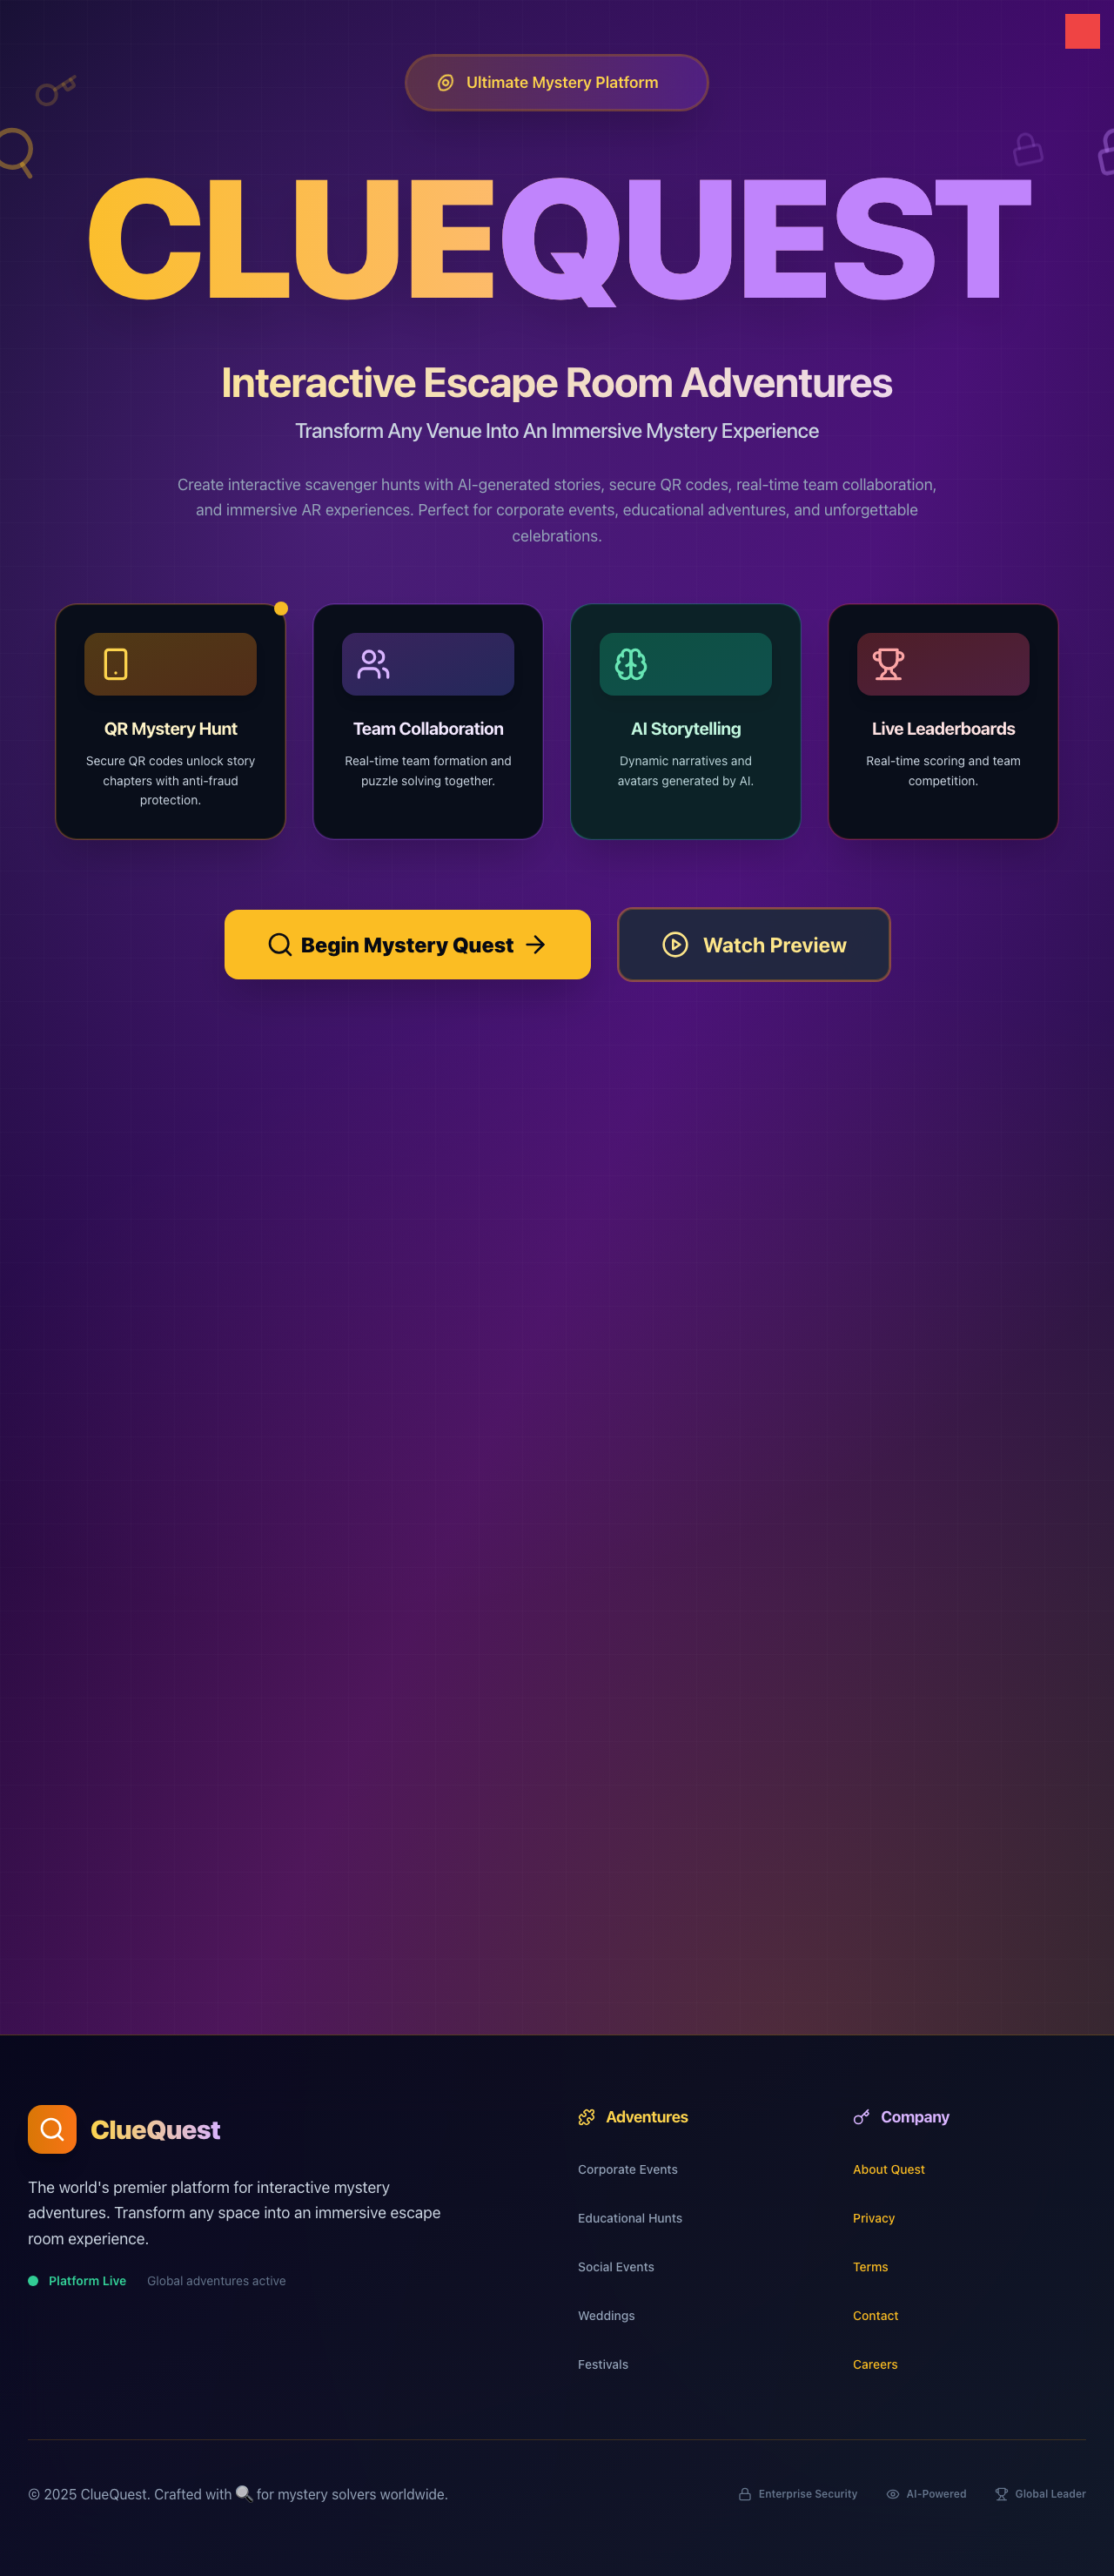 Ultimate Mystery Platform
CLUEQUEST
Interactive Escape Room Adventures
Transform Any Venue Into An Immersive Mystery Experience
Create interactive scavenger hunts with AI-generated stories, secure QR codes, real-time team collaboration,
and immersive AR experiences. Perfect for corporate events, educational adventures, and unforgettable
celebrations.
QR Mystery Hunt
Secure QR codes unlock story
chapters with anti-fraud
protection.
Team Collaboration
Real-time team formation and
puzzle solving together.
AI Storytelling
Dynamic narratives and
avatars generated by AI.
Live Leaderboards
Real-time scoring and team
competition.
Begin Mystery Quest
Watch Preview
ClueQuest
The world's premier platform for interactive mystery
adventures. Transform any space into an immersive escape
room experience.
Platform Live Global adventures active
Adventures
Corporate Events
Educational Hunts
Social Events
Weddings
Festivals
Company
About Quest
Privacy
Terms
Contact
Careers
© 2025 ClueQuest. Crafted with 🔍 for mystery solvers worldwide.
Enterprise Security
AI-Powered
Global Leader